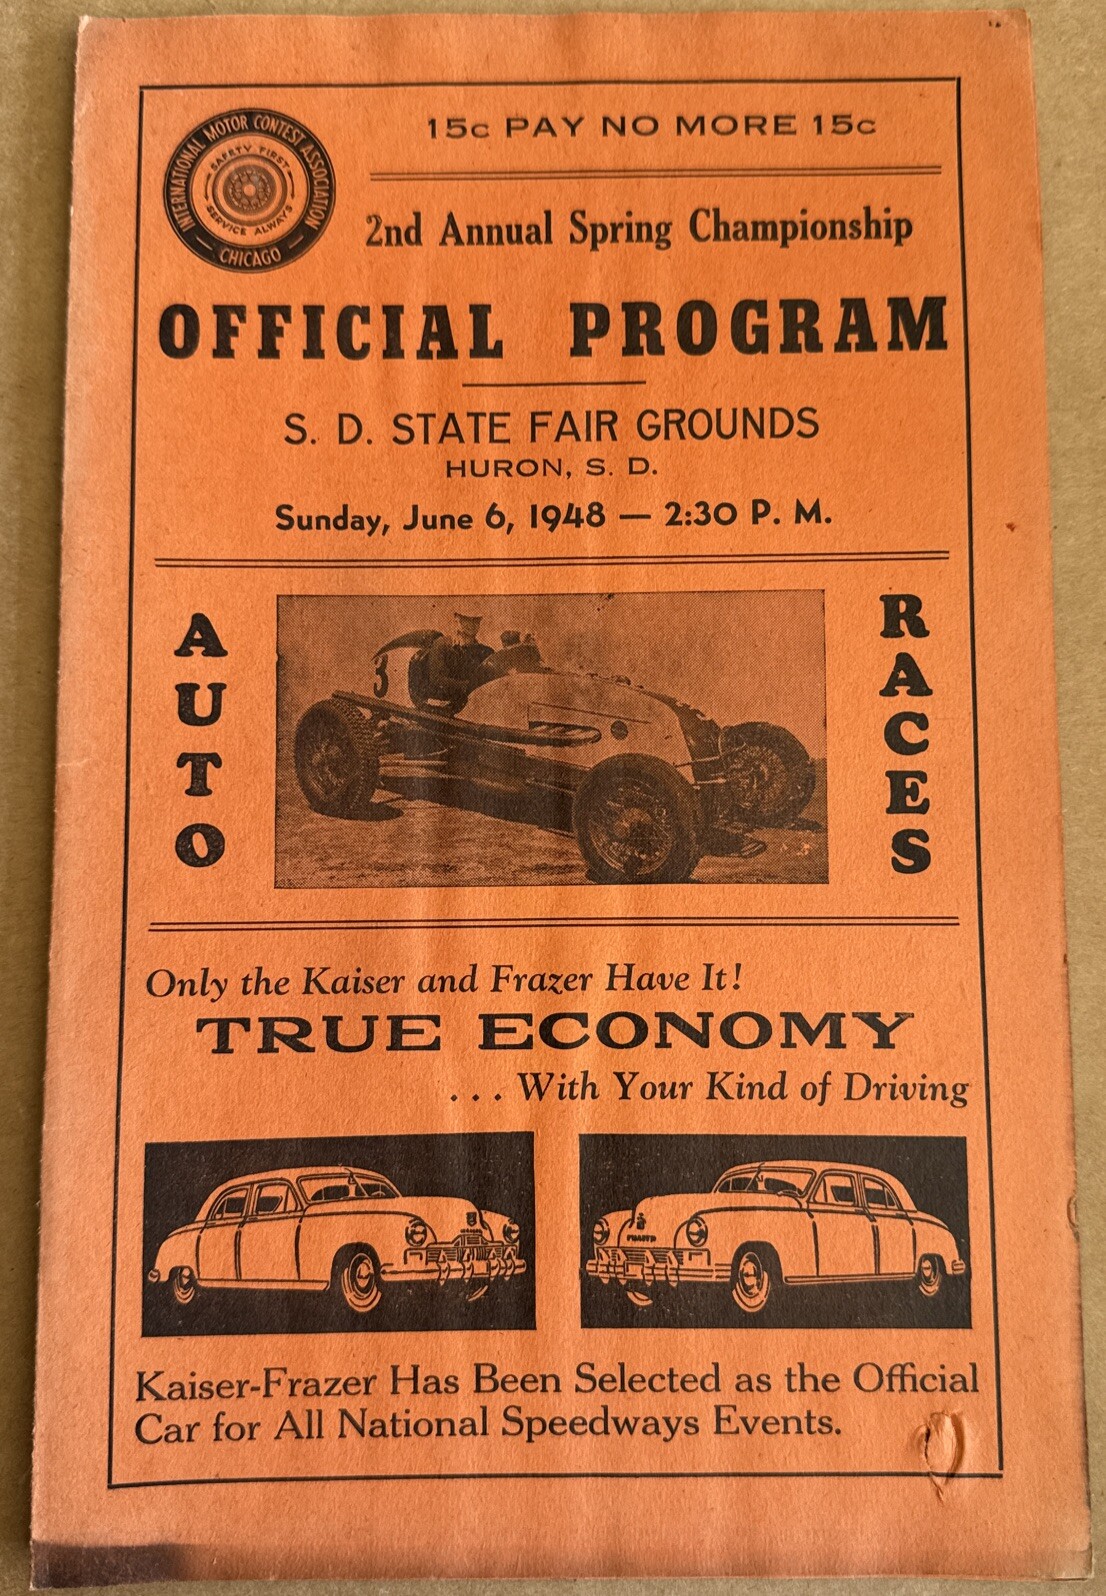 INTERNATIONAL MOTOR CONTEST ASSOCIATION
SAFETY FIRST
SERVICE ALWAYS
— CHICAGO —
15c PAY NO MORE 15c
2nd Annual Spring Championship
OFFICIAL PROGRAM
S. D. STATE FAIR GROUNDS
HURON, S. D.
Sunday, June 6, 1948 — 2:30 P. M.
AUTO
3
RACES
Only the Kaiser and Frazer Have It!
TRUE ECONOMY
. . . With Your Kind of Driving
Kaiser-Frazer Has Been Selected as the Official
Car for All National Speedways Events.